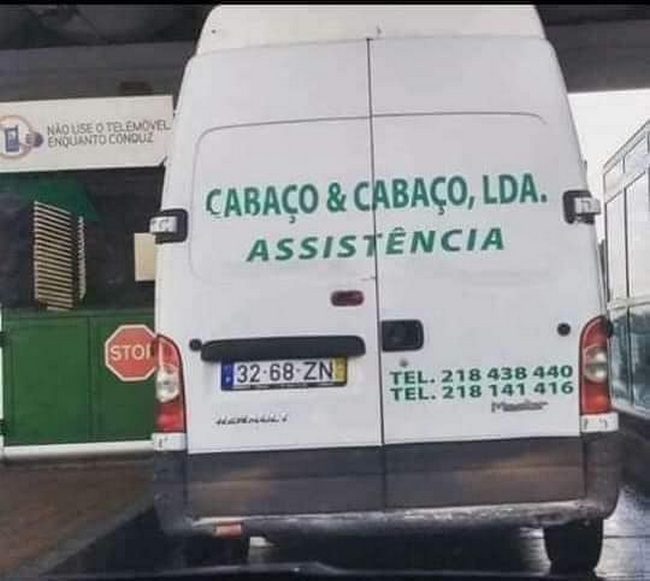 NÃO USE O TELEMÓVEL
ENQUANTO CONDUZ
CABAÇO & CABAÇO, LDA.
ASSISTÊNCIA
STOP
32-68-ZN
TEL. 218 438 440
TEL. 218 141 416
RENAULT
Master